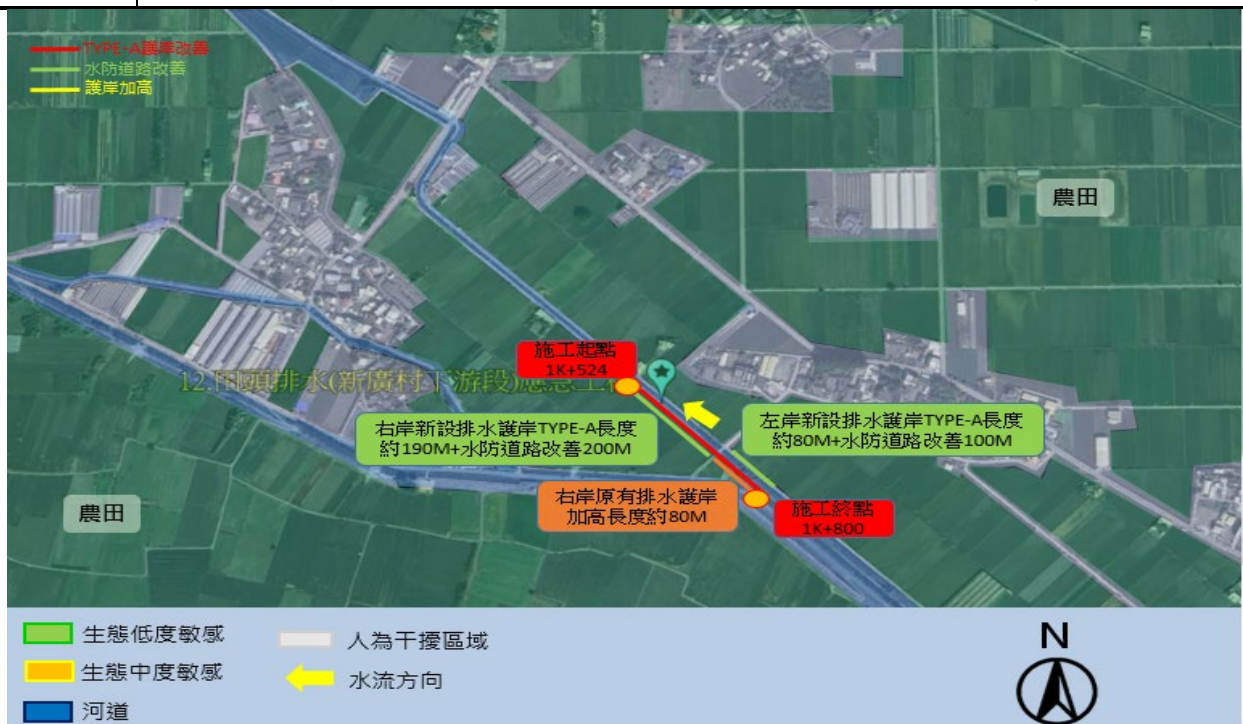 TYPE-A護岸改善
水防道路改善
護岸加高
農田
施工起點
1K+524
12.田頭排水(新廣村下游段)應急工
右岸新設排水護岸TYPE-A長度
約190M+水防道路改善200M
左岸新設排水護岸TYPE-A長度
約80M+水防道路改善100M
右岸原有排水護岸
加高長度約80M
施工終點
1K+800
農田
生態低度敏感
人為干擾區域
生態中度敏感
水流方向
河道
N